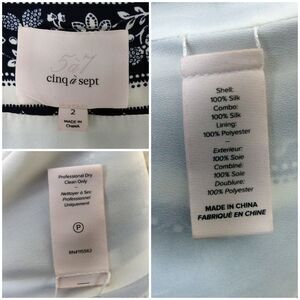 5à7
cinq à sept
2
MADE IN
CHINA
Shell:
100% Silk
Combo:
100% Silk
Lining:
100% Polyester
Exterieur:
100% Soie
Combiné:
100% Soie
Doublure:
100% Polyester
MADE IN CHINA
FABRIQUÉ EN CHINE
Professional Dry
Clean Only
Nettoyer à Sec
Professionnel
Uniquement
P